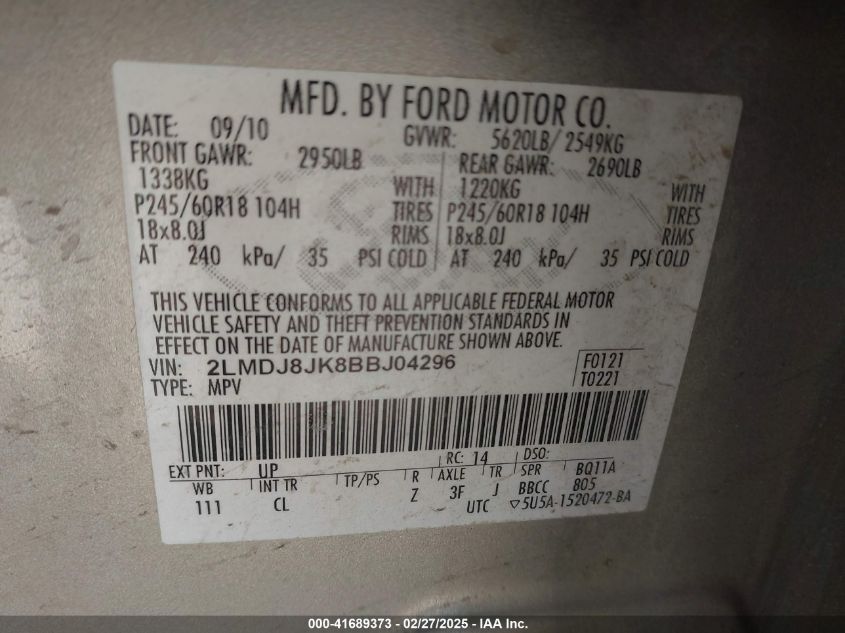 MFD. BY FORD MOTOR CO.
DATE: 09/10 GVWR: 5620LB/ 2549KG
FRONT GAWR: 2950LB REAR GAWR: 2690LB
1338KG WITH 1220KG WITH
P245/60R18 104H TIRES P245/60R18 104H TIRES
18x8.0J RIMS 18x8.0J RIMS
AT 240 kPa/ 35 PSI COLD AT 240 kPa/ 35 PSI COLD
THIS VEHICLE CONFORMS TO ALL APPLICABLE FEDERAL MOTOR
VEHICLE SAFETY AND THEFT PREVENTION STANDARDS IN
EFFECT ON THE DATE OF MANUFACTURE SHOWN ABOVE.
VIN: 2LMDJ8JK8BBJ04296 F0121
TYPE: MPV T0221
EXT PNT: UP RC: 14 DSO:
WB INT TR TP/PS R AXLE TR SPR BQ11A
111 CL Z 3F J BBCC 805
UTC ▽5U5A-1520472-BA
000-41689373 - 02/27/2025 - IAA Inc.